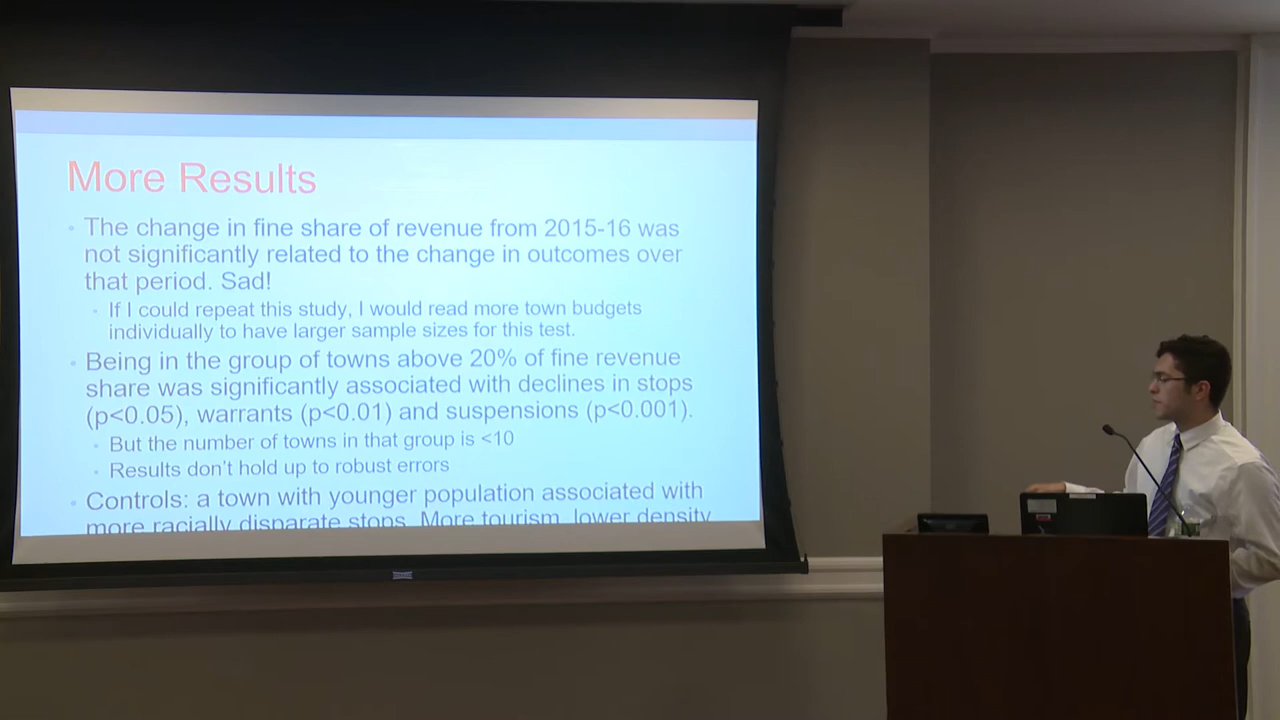 More Results
• The change in fine share of revenue from 2015-16 was
not significantly related to the change in outcomes over
that period. Sad!
• If I could repeat this study, I would read more town budgets
individually to have larger sample sizes for this test.
• Being in the group of towns above 20% of fine revenue
share was significantly associated with declines in stops
(p<0.05), warrants (p<0.01) and suspensions (p<0.001).
• But the number of towns in that group is <10
• Results don't hold up to robust errors
• Controls: a town with younger population associated with
more racially disparate stops. More tourism, lower density